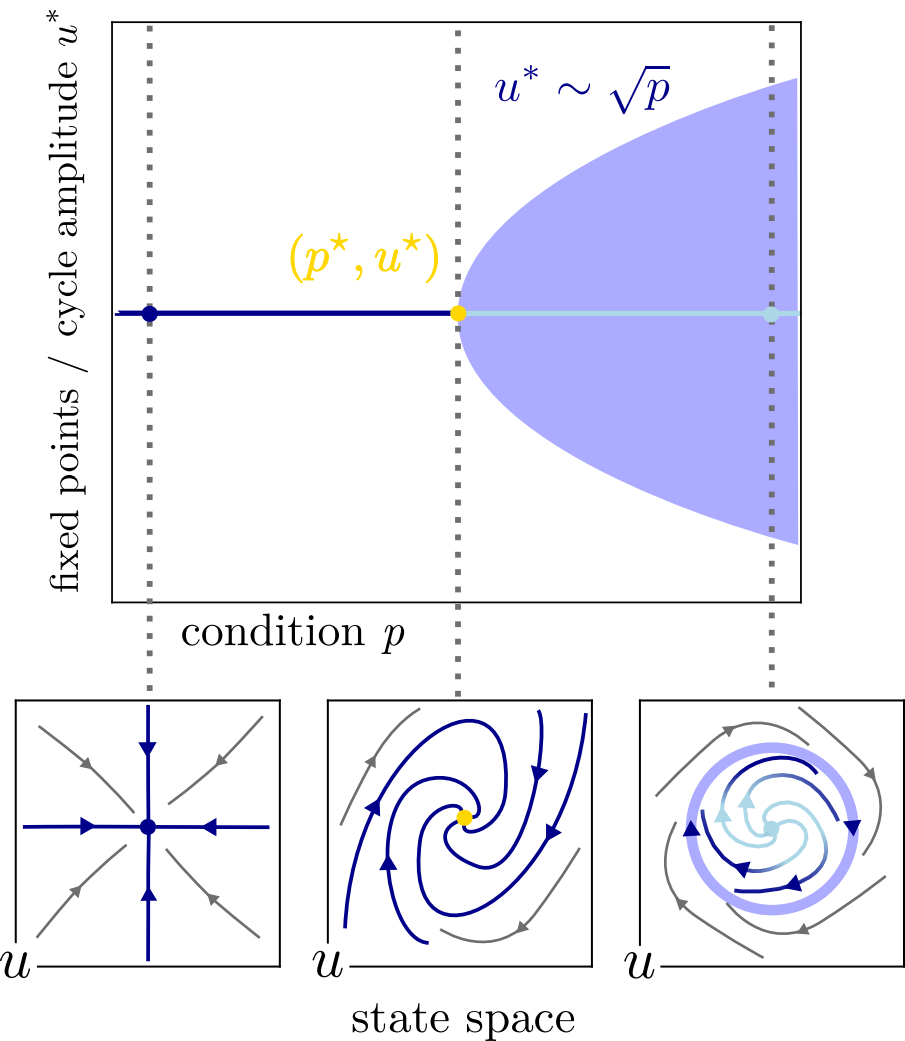 fixed points / cycle amplitude u*
u* ∼ √p
(p⋆, u⋆)
condition p
u
u
u
state space